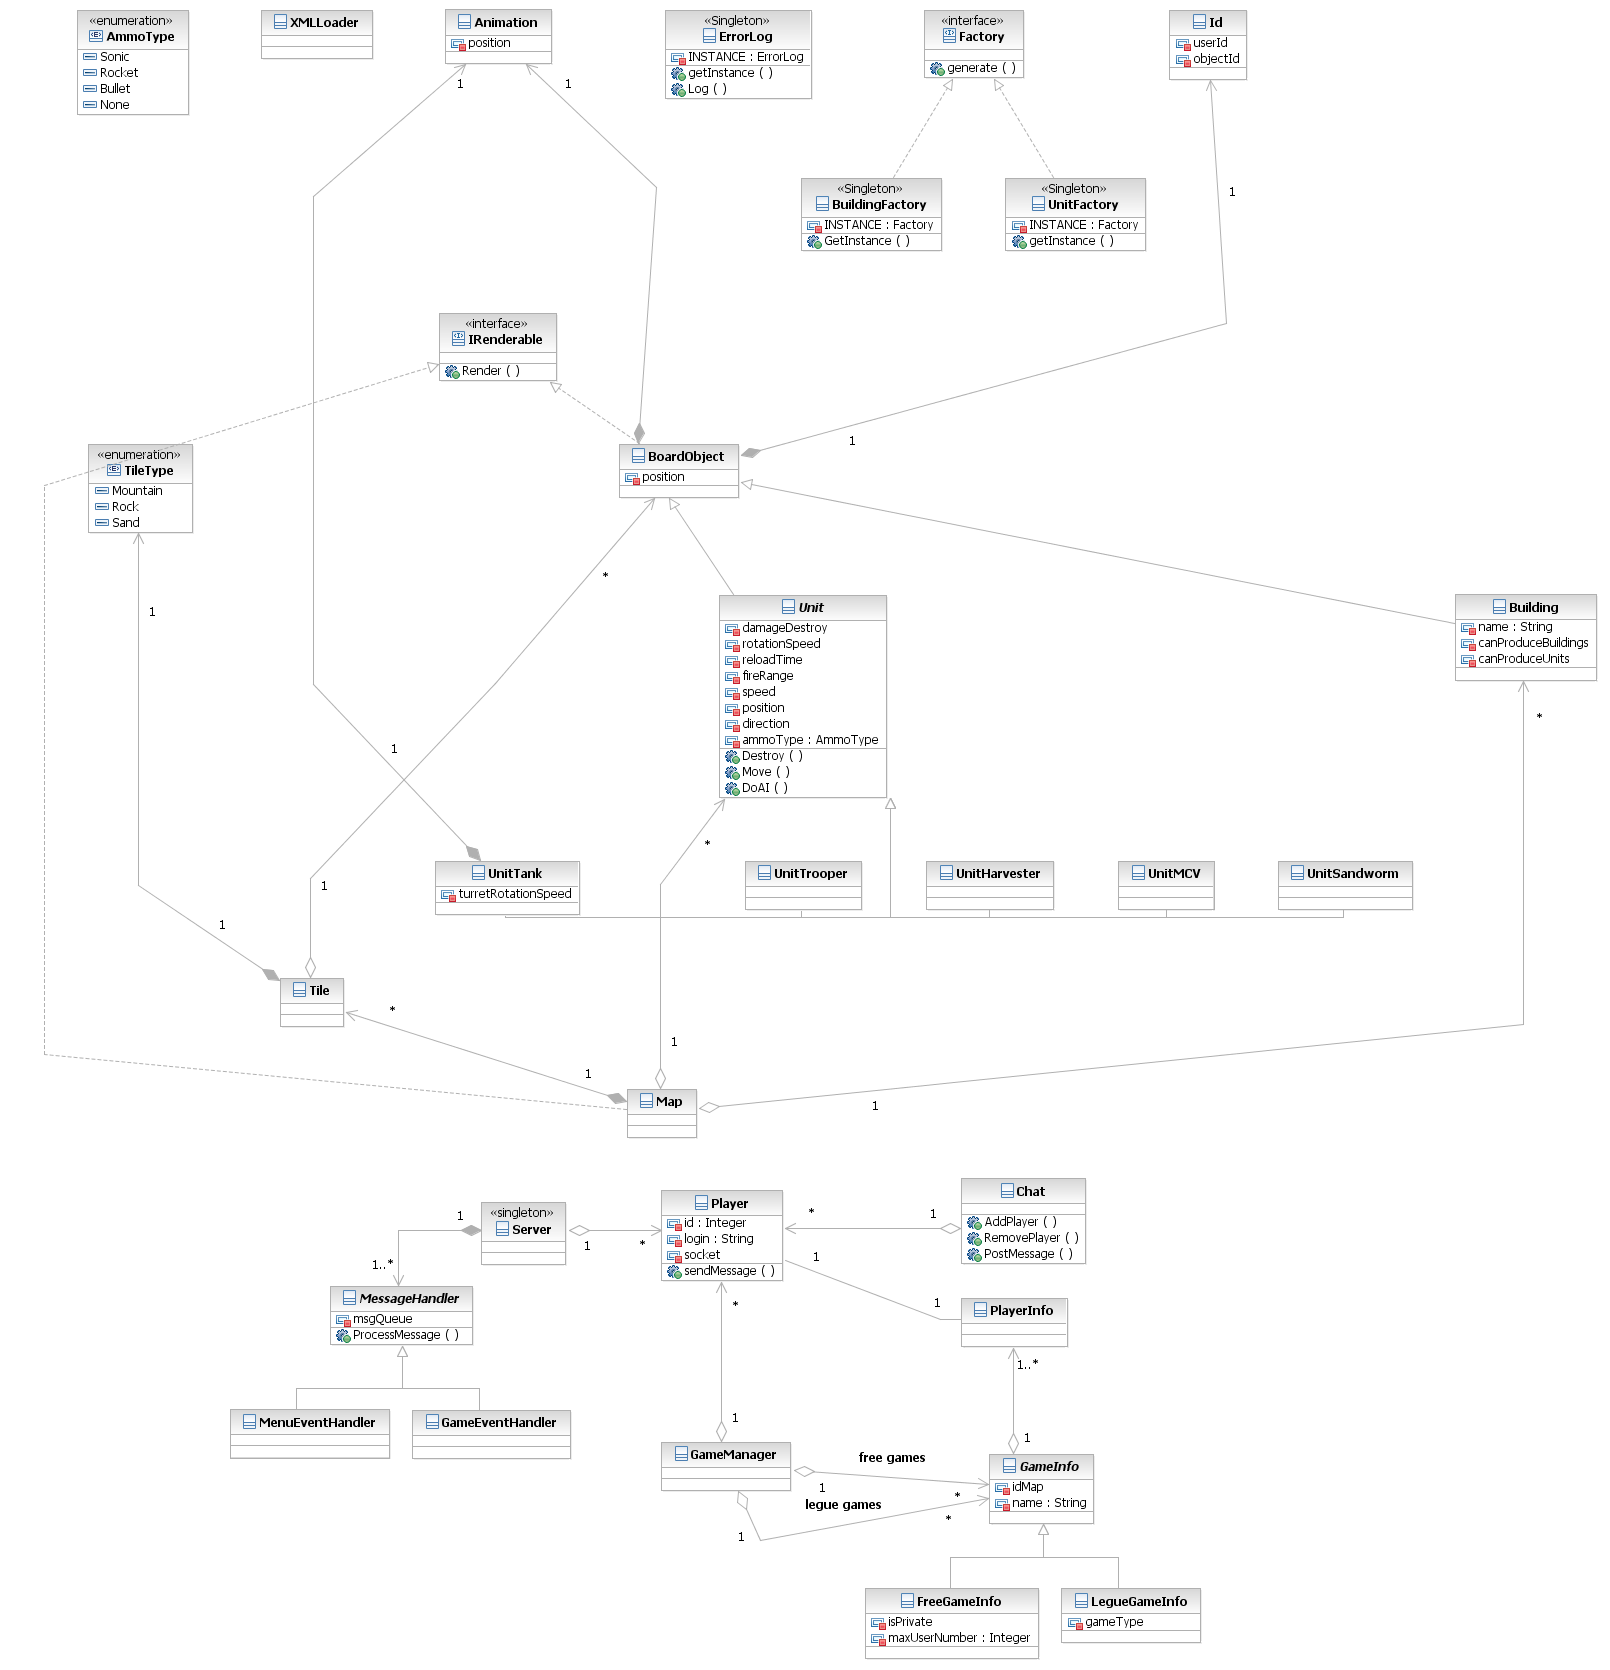 «enumeration»
AmmoType
Sonic
Rocket
Bullet
None
XMLLoader
Animation
position
«Singleton»
ErrorLog
INSTANCE : ErrorLog
getInstance ( )
Log ( )
«interface»
Factory
generate ( )
Id
userId
objectId
1
1
1
«Singleton»
BuildingFactory
INSTANCE : Factory
GetInstance ( )
«Singleton»
UnitFactory
INSTANCE : Factory
getInstance ( )
«interface»
IRenderable
Render ( )
1
«enumeration»
TileType
Mountain
Rock
Sand
BoardObject
position
*
1
Unit
damageDestroy
rotationSpeed
reloadTime
fireRange
speed
position
direction
ammoType : AmmoType
Destroy ( )
Move ( )
DoAI ( )
Building
name : String
canProduceBuildings
canProduceUnits
*
1
*
UnitTank
turretRotationSpeed
UnitTrooper
UnitHarvester
UnitMCV
UnitSandworm
1
1
Tile
*
1
1
Map
1
Player
id : Integer
login : String
socket
sendMessage ( )
Chat
AddPlayer ( )
RemovePlayer ( )
PostMessage ( )
«singleton»
Server
1
1
*
*
1
1..*
1
1
MessageHandler
msgQueue
ProcessMessage ( )
PlayerInfo
*
1..*
MenuEventHandler
GameEventHandler
1
1
GameManager
free games
1
*
legue games
1
*
GameInfo
idMap
name : String
FreeGameInfo
isPrivate
maxUserNumber : Integer
LegueGameInfo
gameType